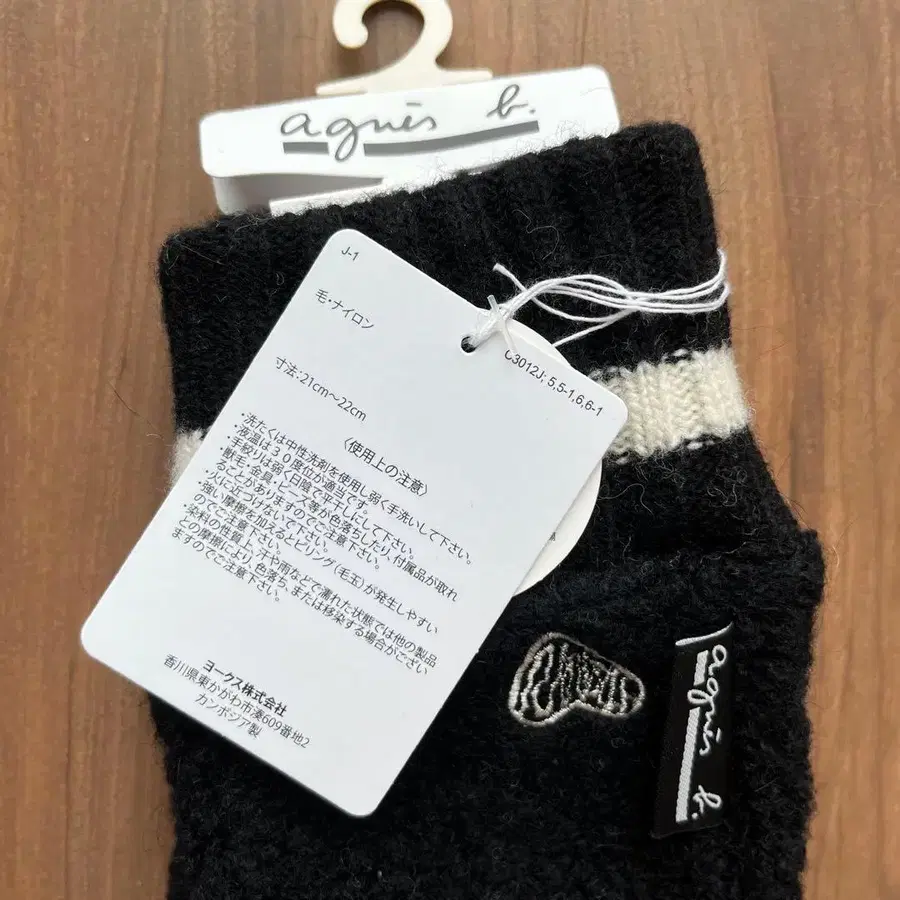 agnès b.
J-1
毛・ナイロン
C3012J; 5,5-1,6,6-1
寸法:21cm～22cm
〈使用上の注意〉
・洗たくは中性洗剤を使用し弱く手洗いして下さい。
・液温は30度位が適当です。
・手絞りは弱く日陰で平干しにして下さい。
・獣毛・金具・ビーズ等が色落ちしたり、付属品が取れ
ることがありますのでご注意下さい。
・火に近づけないで下さい。
・強い摩擦を加えるとピリング(毛玉)が発生しやすい
のでご注意下さい。
・染料の性質上、汗や雨などで濡れた状態では他の製品
との摩擦により、色落ち、または移染する場合がござい
ますのでご注意下さい。
ヨークス株式会社
香川県東かがわ市湊609番地2
カンボジア製
agnès b.